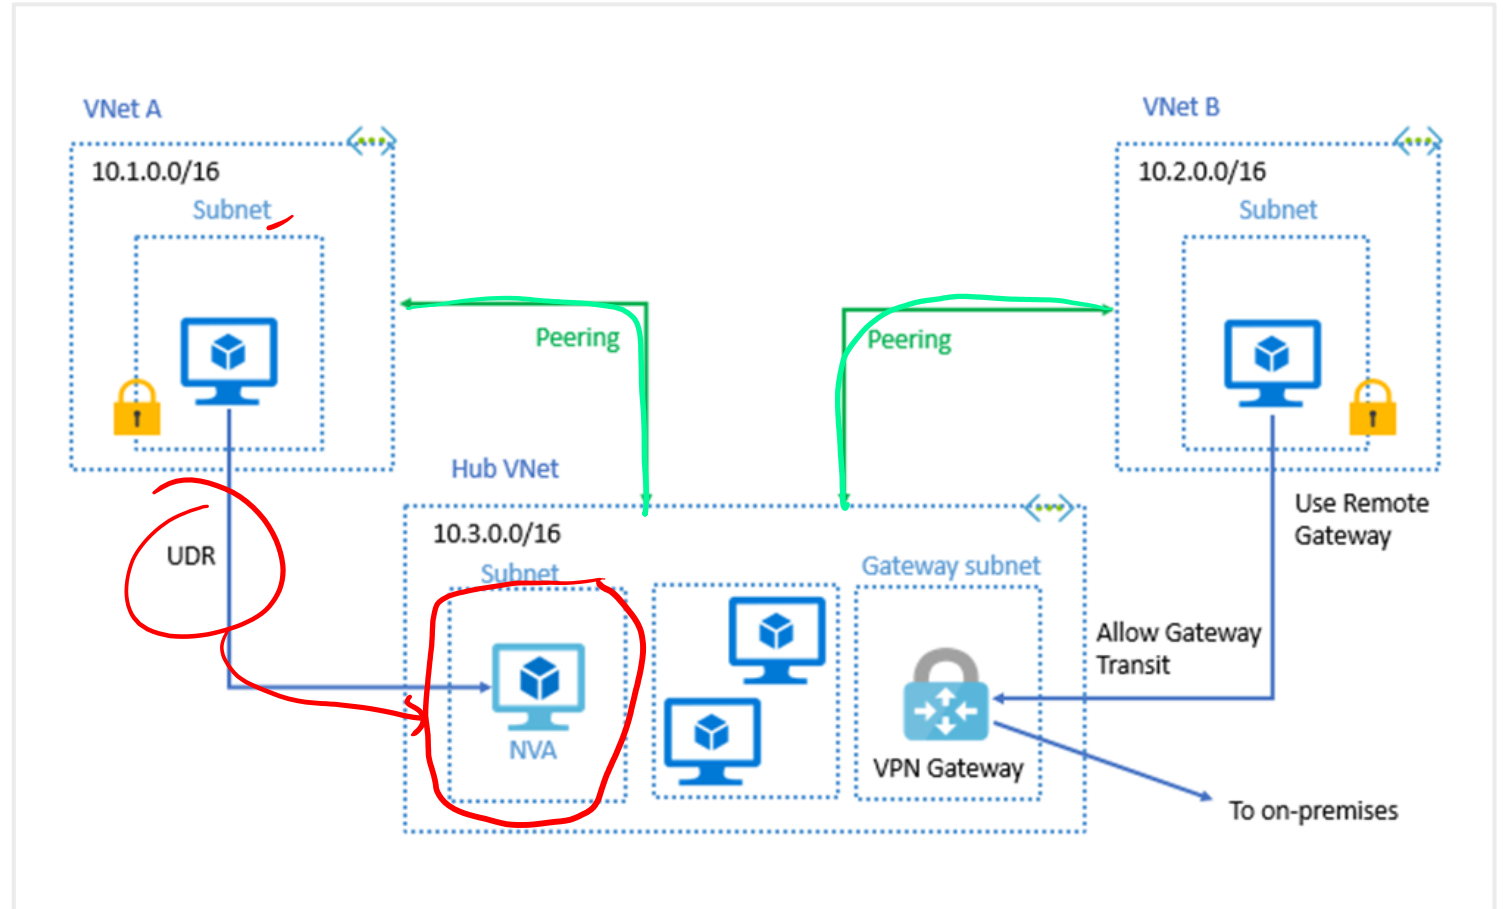 VNet A
10.1.0.0/16
Subnet
VNet B
10.2.0.0/16
Subnet
Peering
Peering
Hub VNet
10.3.0.0/16
Subnet
NVA
UDR
Gateway subnet
VPN Gateway
Use Remote
Gateway
Allow Gateway
Transit
To on-premises